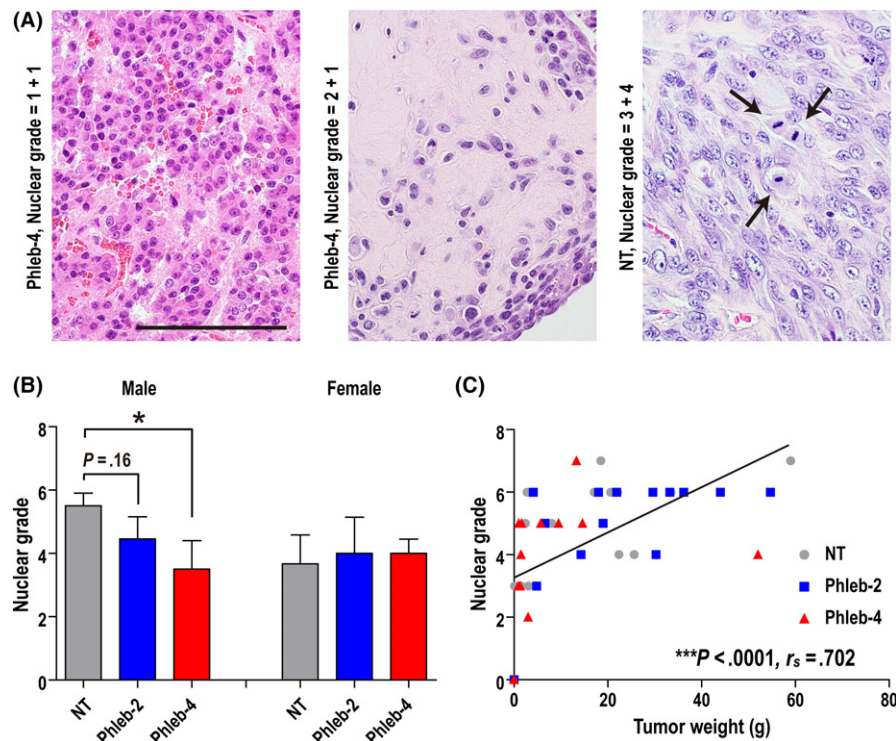 (A)
Phleb-4, Nuclear grade = 1 + 1
Phleb-4, Nuclear grade = 2 + 1
NT, Nuclear grade = 3 + 4
(B)
Male
Female
Nuclear grade
8
6
4
2
0
*
P = .16
NT
Phleb-2
Phleb-4
NT
Phleb-2
Phleb-4
(C)
Nuclear grade
8
6
4
2
0
NT
Phleb-2
Phleb-4
***P < .0001, rs = .702
0
20
40
60
80
Tumor weight (g)